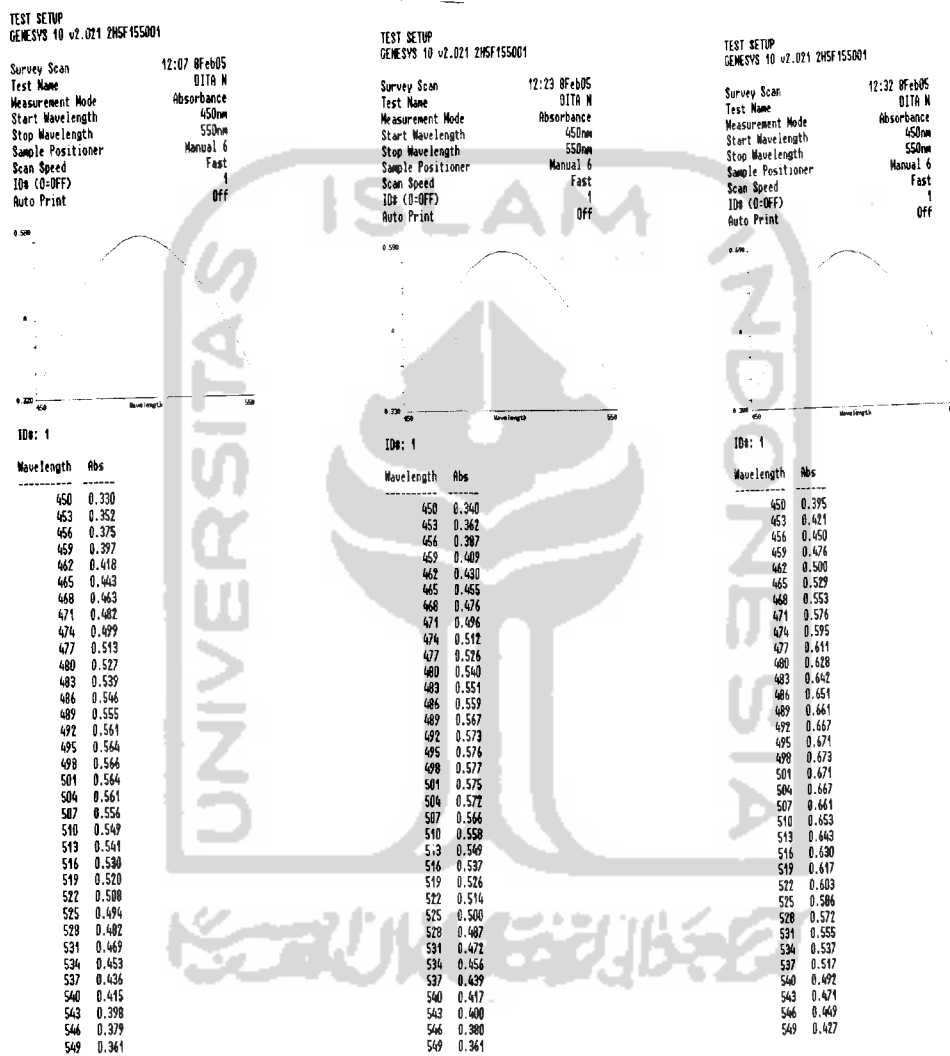 TEST SETUP
GENESYS 10 v2.021 2H5F155001
Survey Scan 12:07 8Feb05
Test Name DITA N
Measurement Mode Absorbance
Start Wavelength 450nm
Stop Wavelength 550nm
Sample Positioner Manual 6
Scan Speed Fast
ID# (0=OFF) 1
Auto Print Off
0.580
A
0.320
450 Wavelength 550
ID#: 1
Wavelength Abs
450 0.330
453 0.352
456 0.375
459 0.397
462 0.418
465 0.443
468 0.463
471 0.482
474 0.499
477 0.513
480 0.527
483 0.539
486 0.546
489 0.555
492 0.561
495 0.564
498 0.566
501 0.564
504 0.561
507 0.556
510 0.549
513 0.541
516 0.530
519 0.520
522 0.508
525 0.494
528 0.482
531 0.469
534 0.453
537 0.436
540 0.415
543 0.398
546 0.379
549 0.361
TEST SETUP
GENESYS 10 v2.021 2H5F155001
Survey Scan 12:23 8Feb05
Test Name DITA N
Measurement Mode Absorbance
Start Wavelength 450nm
Stop Wavelength 550nm
Sample Positioner Manual 6
Scan Speed Fast
ID# (0=OFF) 1
Auto Print Off
0.590
A
0.330
450 Wavelength 550
ID#: 1
Wavelength Abs
450 0.340
453 0.362
456 0.387
459 0.409
462 0.430
465 0.455
468 0.476
471 0.496
474 0.512
477 0.526
480 0.540
483 0.551
486 0.559
489 0.567
492 0.573
495 0.576
498 0.577
501 0.575
504 0.572
507 0.566
510 0.558
513 0.549
516 0.537
519 0.526
522 0.514
525 0.500
528 0.487
531 0.472
534 0.456
537 0.439
540 0.417
543 0.400
546 0.380
549 0.361
TEST SETUP
GENESYS 10 v2.021 2H5F155001
Survey Scan 12:32 8Feb05
Test Name DITA N
Measurement Mode Absorbance
Start Wavelength 450nm
Stop Wavelength 550nm
Sample Positioner Manual 6
Scan Speed Fast
ID# (0=OFF) 1
Auto Print Off
0.690
A
450 Wavelength
ID#: 1
Wavelength Abs
450 0.395
453 0.421
456 0.450
459 0.476
462 0.500
465 0.529
468 0.553
471 0.576
474 0.595
477 0.611
480 0.628
483 0.642
486 0.651
489 0.661
492 0.667
495 0.671
498 0.673
501 0.671
504 0.667
507 0.661
510 0.653
513 0.643
516 0.630
519 0.617
522 0.603
525 0.586
528 0.572
531 0.555
534 0.537
537 0.517
540 0.492
543 0.471
546 0.449
549 0.427
UNIVERSITAS
ISLAM
INDONESIA